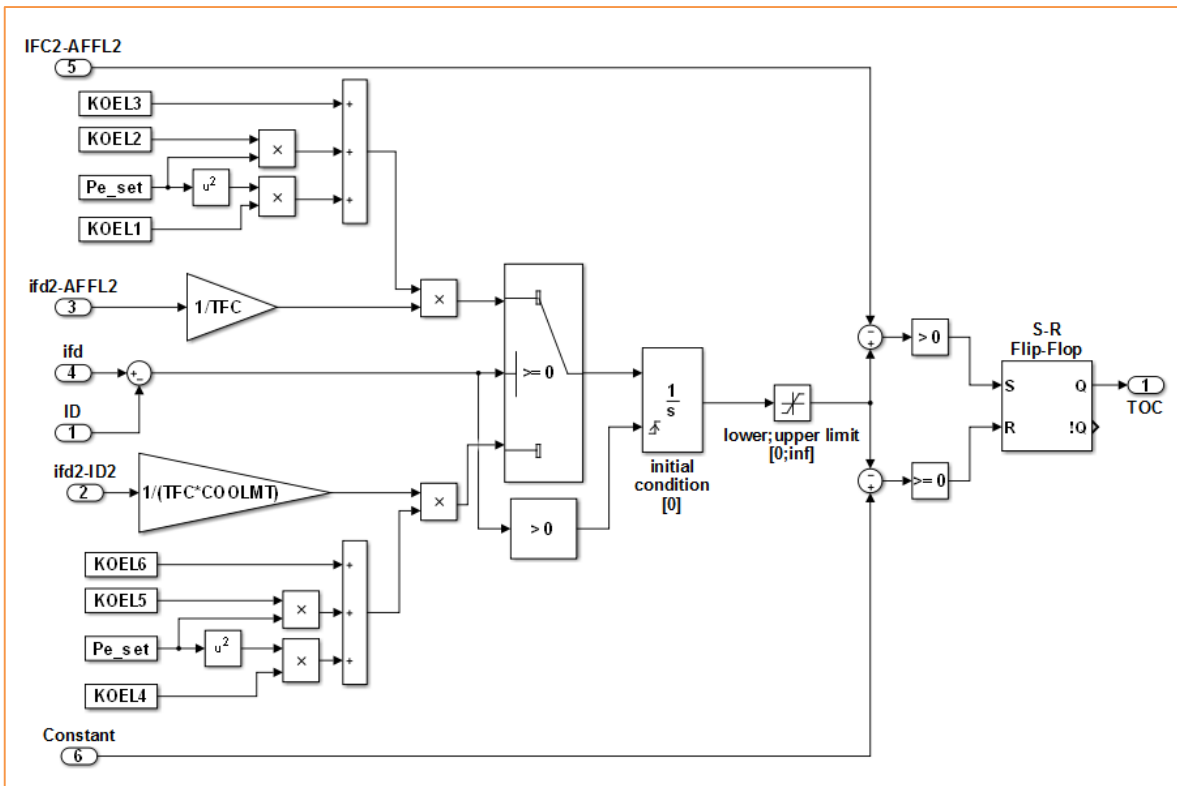 IFC2-AFFL2
5
KOEL3
+
KOEL2
×
+
Pe_set
u²
×
+
KOEL1
ifd2-AFFL2
3
1/TFC
×
ifd
4
+
-
>= 0
ID
1
1
s
initial
condition
[0]
lower;upper limit
[0;inf]
ifd2-ID2
2
1/(TFC*COOLMT)
×
> 0
KOEL6
+
KOEL5
×
+
Pe_set
u²
×
+
KOEL4
Constant
6
-
+
> 0
-
+
>= 0
S-R
Flip-Flop
S
Q
R
!Q
1
TOC